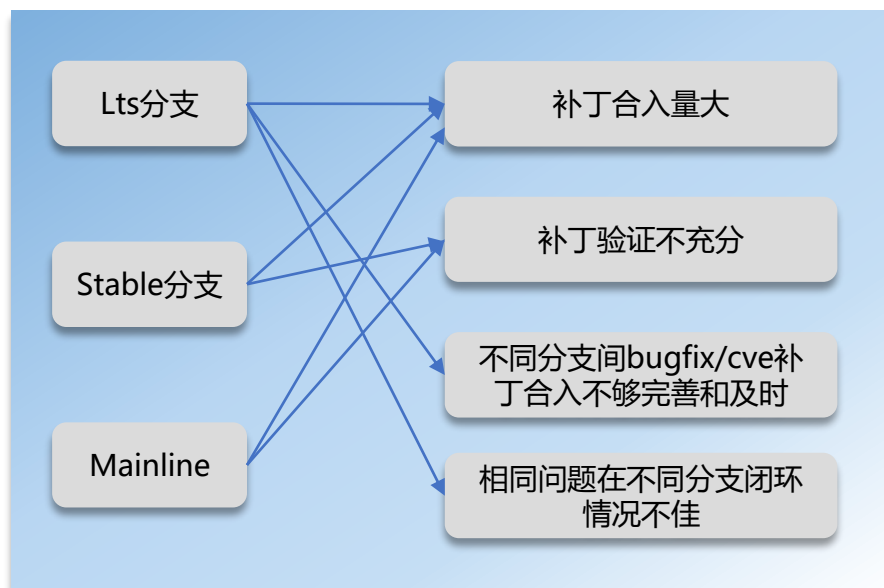 Lts分支
补丁合入量大
补丁验证不充分
Stable分支
不同分支间bugfix/cve补
丁合入不够完善和及时
Mainline
相同问题在不同分支闭环
情况不佳